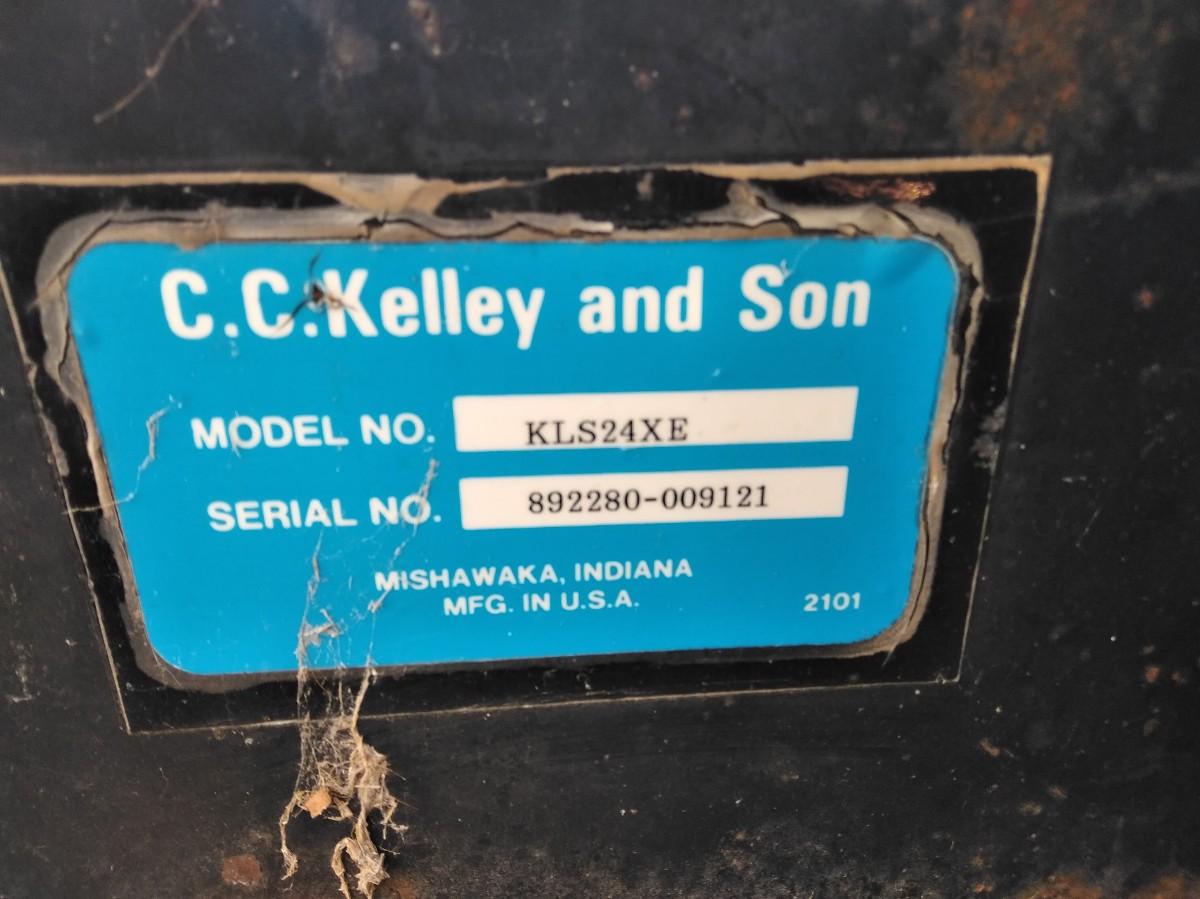 C.C.Kelley and Son
MODEL NO. KLS24XE
SERIAL NO. 892280-009121
MISHAWAKA, INDIANA
MFG. IN U.S.A. 2101